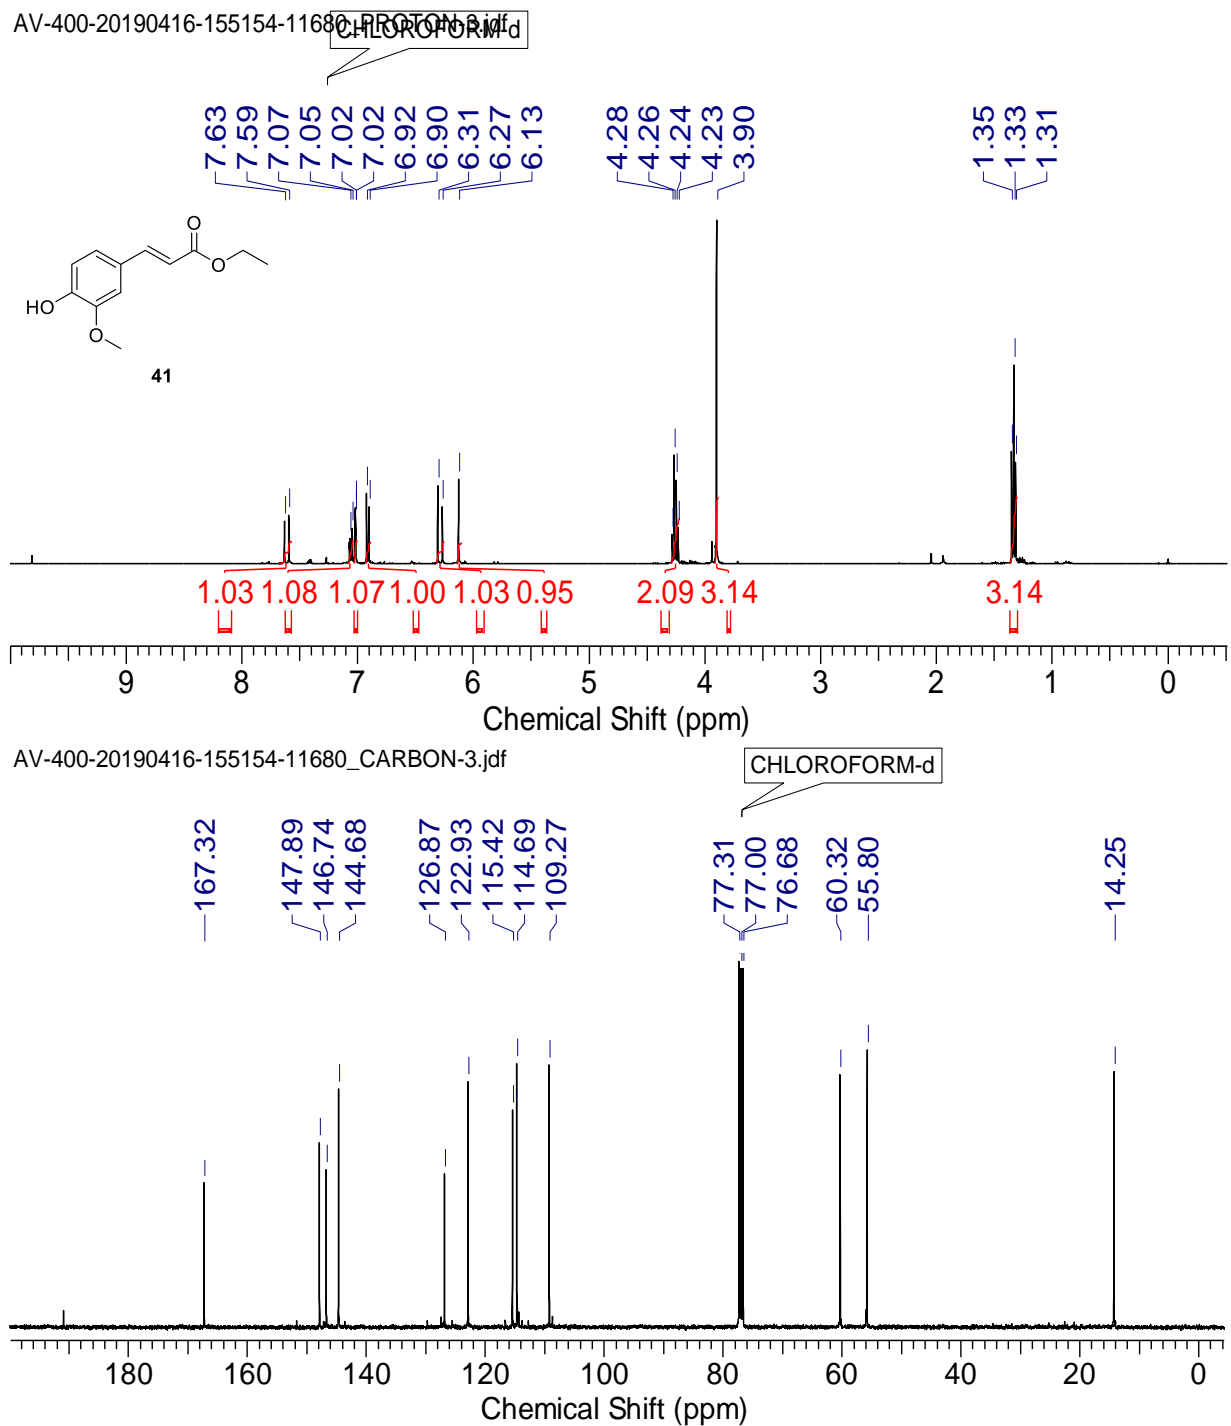 AV-400-20190416-155154-11680_PROTON-3.jdf
CHLOROFORM-d
7.63
7.59
7.07
7.05
7.02
7.02
6.92
6.90
6.31
6.27
6.13
4.28
4.26
4.24
4.23
3.90
1.35
1.33
1.31
O
O
HO
O
41
1.03 1.08 1.07 1.00 1.03 0.95 2.09 3.14 3.14
9 8 7 6 5 4 3 2 1 0
Chemical Shift (ppm)
AV-400-20190416-155154-11680_CARBON-3.jdf
CHLOROFORM-d
167.32
147.89
146.74
144.68
126.87
122.93
115.42
114.69
109.27
77.31
77.00
76.68
60.32
55.80
14.25
180 160 140 120 100 80 60 40 20 0
Chemical Shift (ppm)